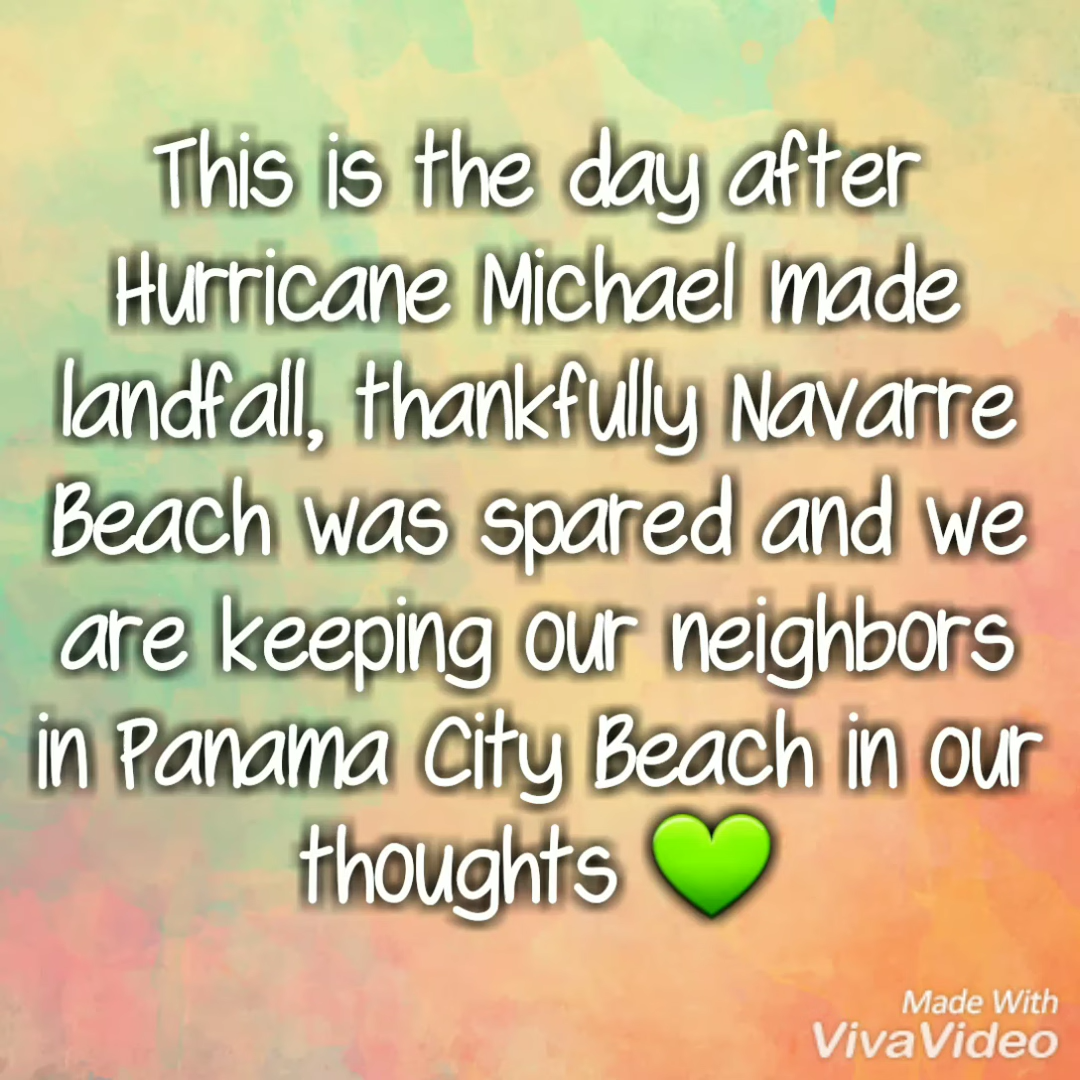 This is the day after
Hurricane Michael made
landfall, thankfully Navarre
Beach was spared and we
are keeping our neighbors
in Panama City Beach in our
thoughts 💚
Made With
VivaVideo